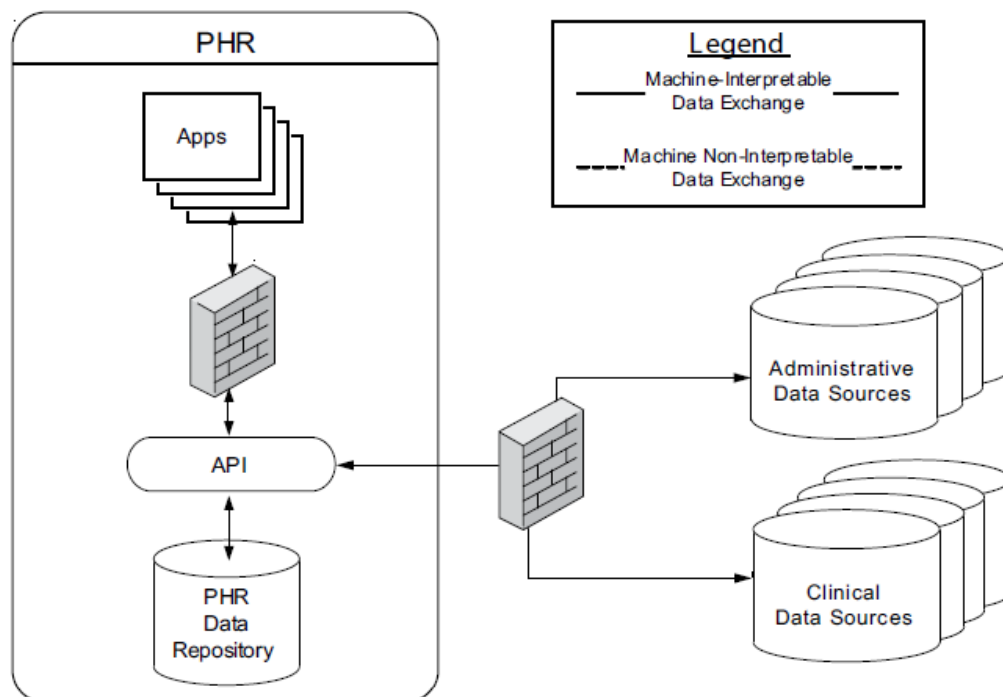 PHR
Apps
API
PHR
Data
Repository
Legend
Machine-Interpretable
Data Exchange
Machine Non-Interpretable
Data Exchange
Administrative
Data Sources
Clinical
Data Sources